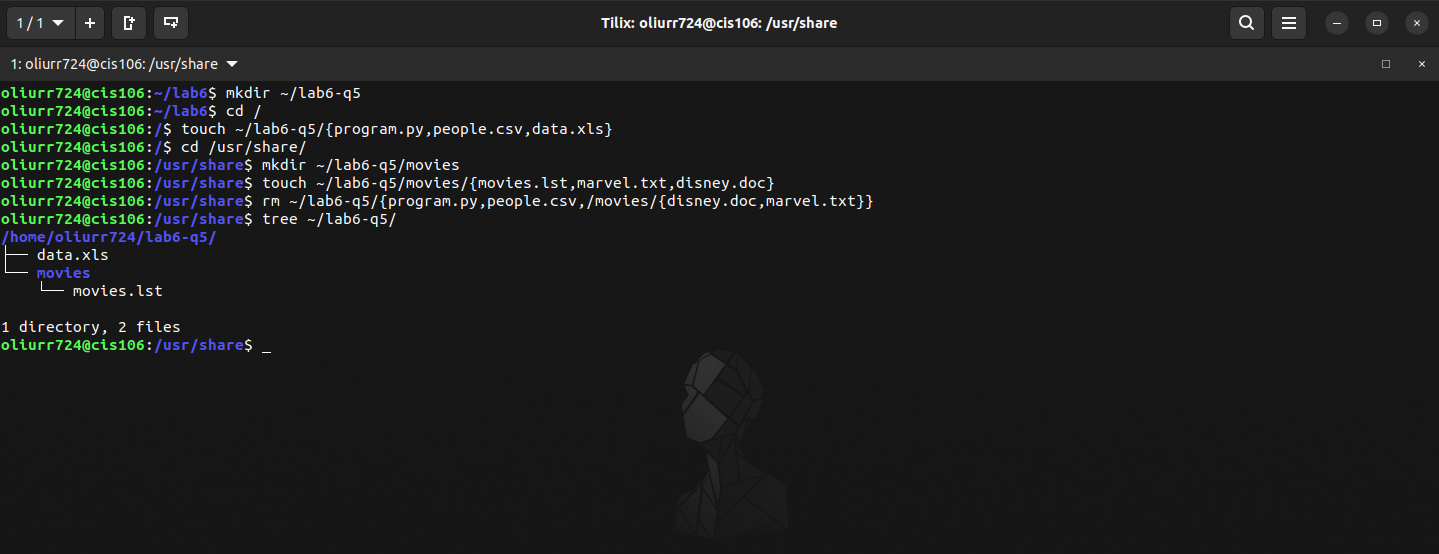 1 / 1
Tilix: oliurr724@cis106: /usr/share
1: oliurr724@cis106: /usr/share
oliurr724@cis106:~/lab6$ mkdir ~/lab6-q5
oliurr724@cis106:~/lab6$ cd /
oliurr724@cis106:/$ touch ~/lab6-q5/{program.py,people.csv,data.xls}
oliurr724@cis106:/$ cd /usr/share/
oliurr724@cis106:/usr/share$ mkdir ~/lab6-q5/movies
oliurr724@cis106:/usr/share$ touch ~/lab6-q5/movies/{movies.lst,marvel.txt,disney.doc}
oliurr724@cis106:/usr/share$ rm ~/lab6-q5/{program.py,people.csv,/movies/{disney.doc,marvel.txt}}
oliurr724@cis106:/usr/share$ tree ~/lab6-q5/
/home/oliurr724/lab6-q5/
├── data.xls
└── movies
    └── movies.lst
1 directory, 2 files
oliurr724@cis106:/usr/share$ _